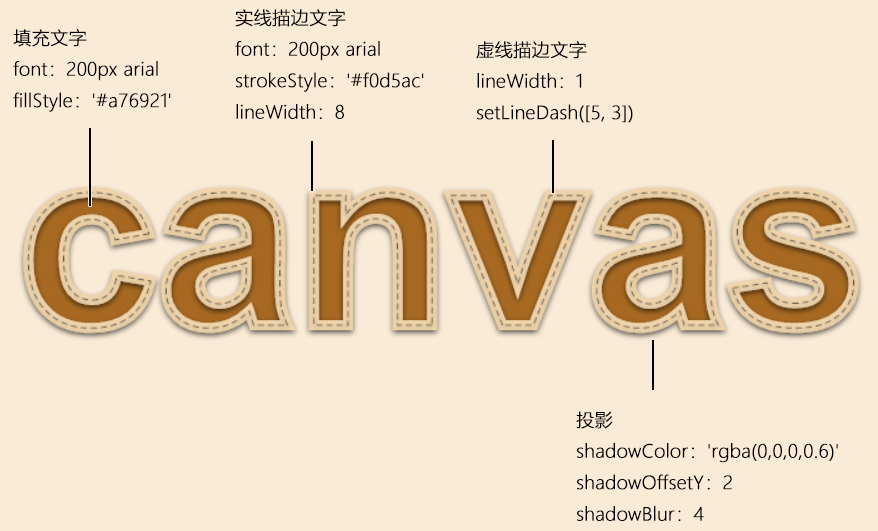 填充文字
font：200px arial
fillStyle：'#a76921'
实线描边文字
font：200px arial
strokeStyle：'#f0d5ac'
lineWidth：8
虚线描边文字
lineWidth：1
setLineDash([5, 3])
canvas
投影
shadowColor：'rgba(0,0,0,0.6)'
shadowOffsetY：2
shadowBlur：4